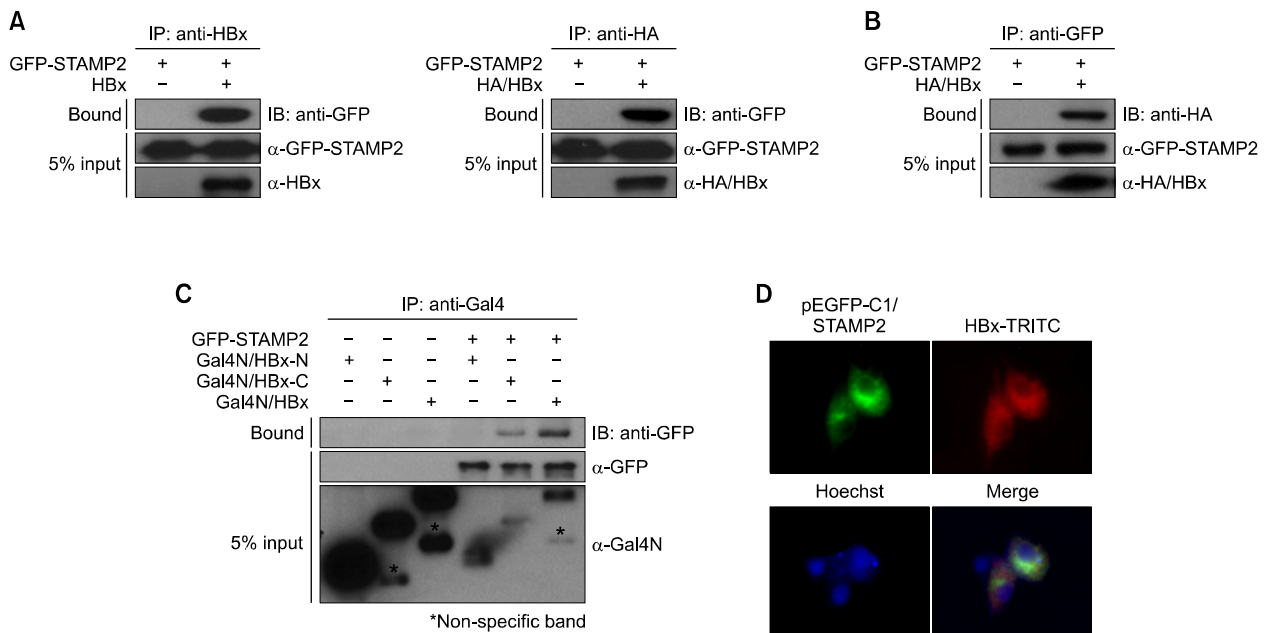 A
IP: anti-HBx
GFP-STAMP2 + +
HBx – +
Bound
IB: anti-GFP
5% input
α-GFP-STAMP2
α-HBx
IP: anti-HA
GFP-STAMP2 + +
HA/HBx – +
Bound
IB: anti-GFP
5% input
α-GFP-STAMP2
α-HA/HBx
B
IP: anti-GFP
GFP-STAMP2 + +
HA/HBx – +
Bound
IB: anti-HA
5% input
α-GFP-STAMP2
α-HA/HBx
C
IP: anti-Gal4
GFP-STAMP2 – – – + + +
Gal4N/HBx-N + – – + – –
Gal4N/HBx-C – + – – + –
Gal4N/HBx – – + – – +
Bound
IB: anti-GFP
α-GFP
5% input
* * *
α-Gal4N
*Non-specific band
D
pEGFP-C1/
STAMP2
HBx-TRITC
Hoechst
Merge